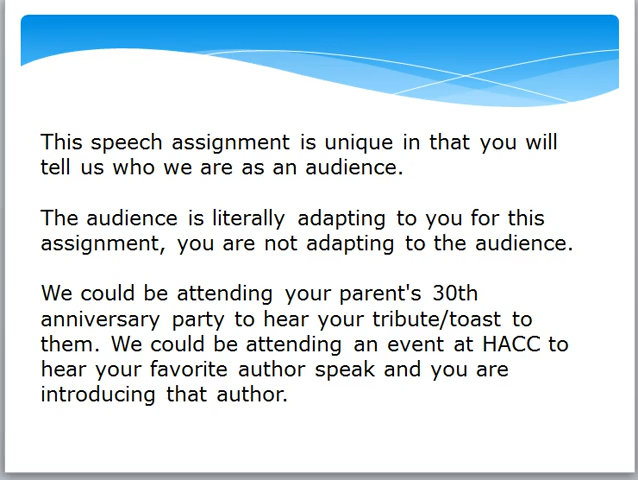 This speech assignment is unique in that you will
tell us who we are as an audience.
The audience is literally adapting to you for this
assignment, you are not adapting to the audience.
We could be attending your parent's 30th
anniversary party to hear your tribute/toast to
them. We could be attending an event at HACC to
hear your favorite author speak and you are
introducing that author.